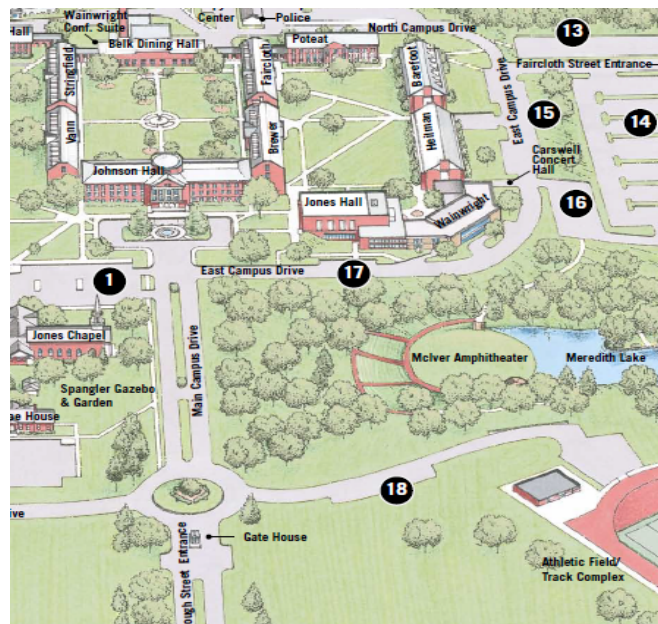 Wainwright
Conf. Suite
Center
Police
Hall
Belk Dining Hall
Poteat
North Campus Drive
13
Stringfield
Faircloth
Barefoot
Faircloth Street Entrance
Vann
Brewer
Heilman
East Campus Drive
15
14
Carswell
Concert
Hall
Johnson Hall
Jones Hall
Wainwright
16
East Campus Drive
17
1
Jones Chapel
Main Campus Drive
McIver Amphitheater
Meredith Lake
Spangler Gazebo
& Garden
House
18
Gate House
Street Entrance
Athletic Field/
Track Complex